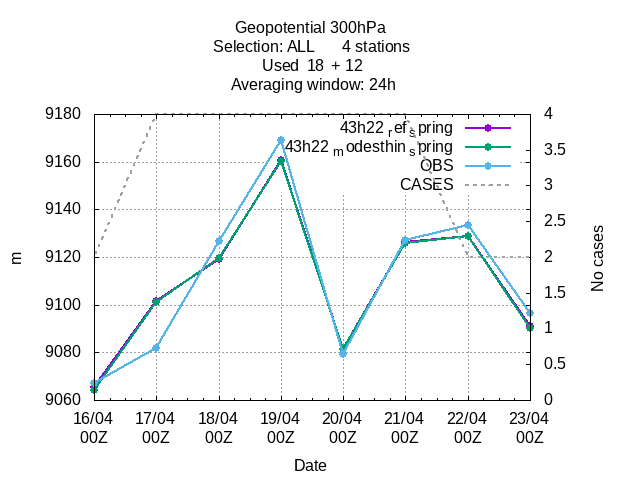 Geopotential 300hPa
Selection: ALL 4 stations
Used 18 + 12
Averaging window: 24h
9180
9160
9140
9120
9100
9080
9060
4
3.5
3
2.5
2
1.5
1
0.5
0
43h22_ref_spring
43h22_modesthin_spring
OBS
CASES
m
No cases
16/04 17/04 18/04 19/04 20/04 21/04 22/04 23/04
00Z 00Z 00Z 00Z 00Z 00Z 00Z 00Z
Date